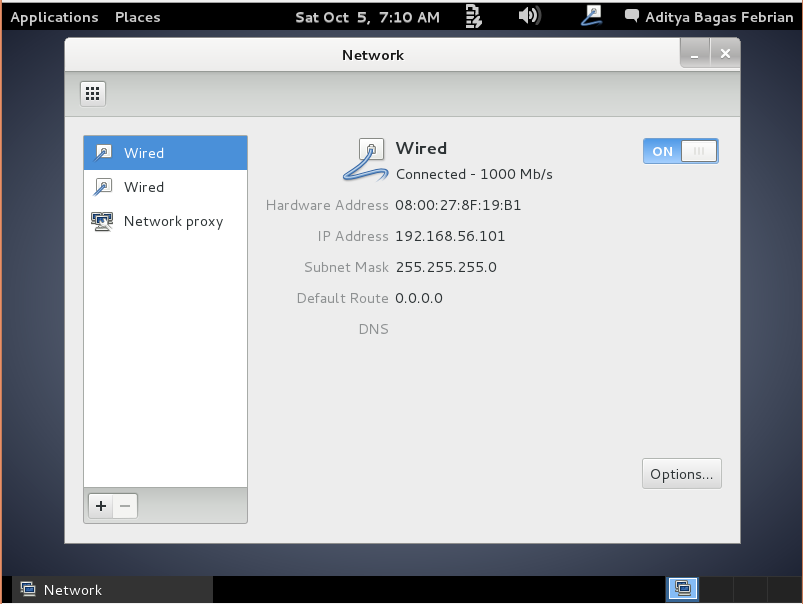 Applications Places Sat Oct 5, 7:10 AM Aditya Bagas Febrian
Network
Wired
Wired
Network proxy
Wired
Connected - 1000 Mb/s
ON
Hardware Address 08:00:27:8F:19:B1
IP Address 192.168.56.101
Subnet Mask 255.255.255.0
Default Route 0.0.0.0
DNS
Options...
Network